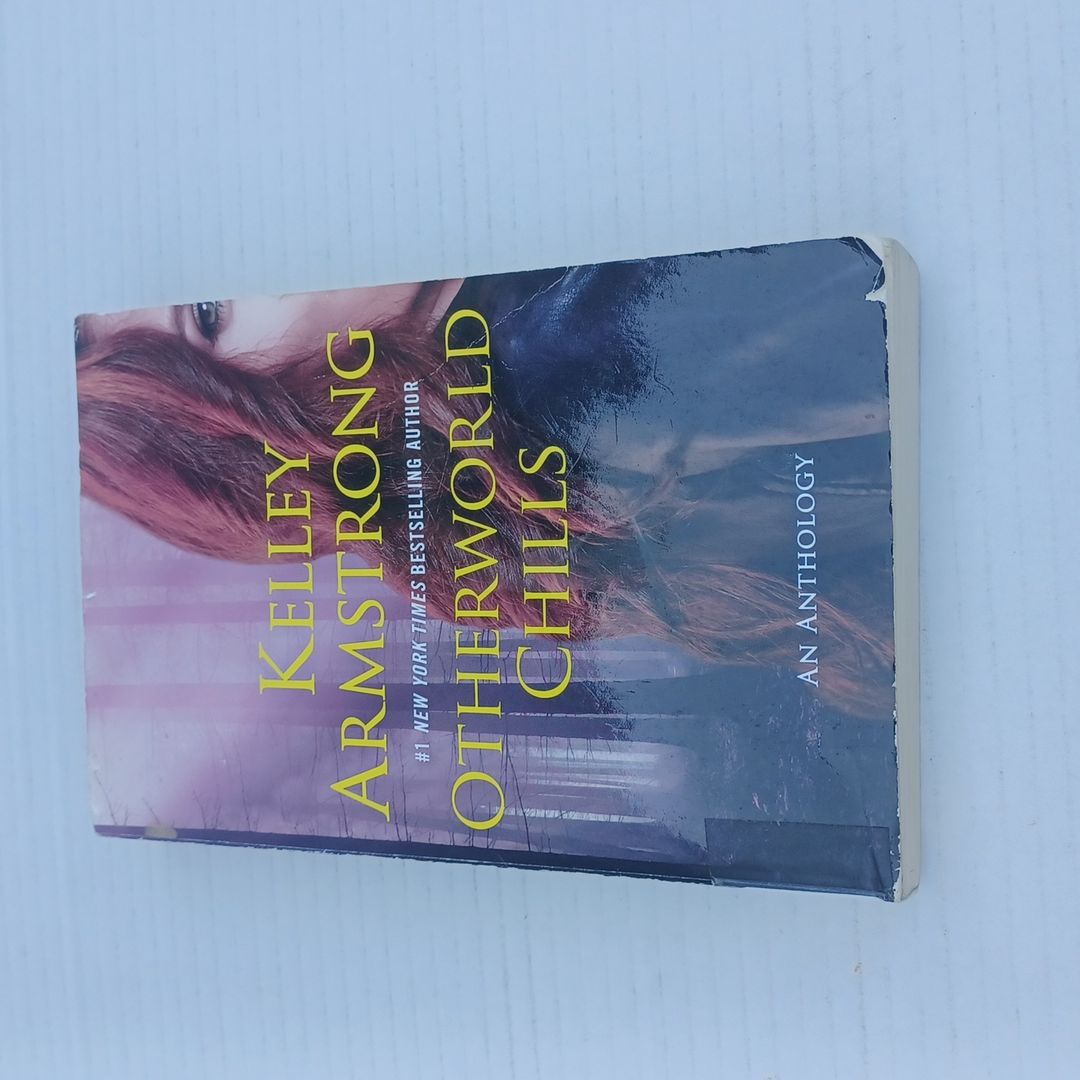 KELLEY
ARMSTRONG
#1 NEW YORK TIMES BESTSELLING AUTHOR
OTHERWORLD
CHILLS
AN ANTHOLOGY